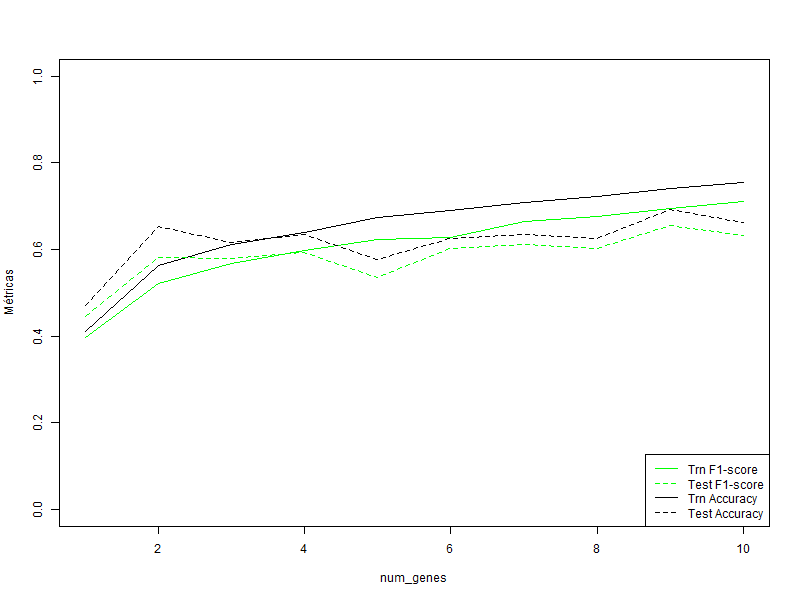 1.0
0.8
0.6
0.4
0.2
0.0
Métricas
2 4 6 8 10
num_genes
Trn F1-score
Test F1-score
Trn Accuracy
Test Accuracy